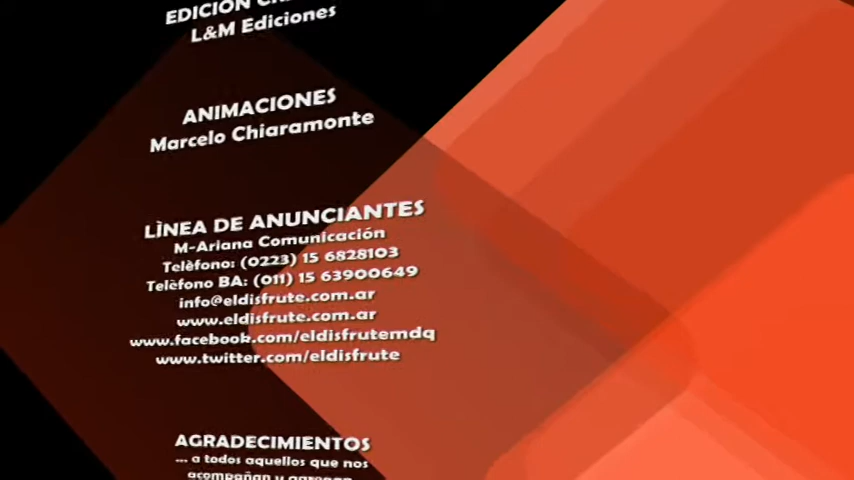 EDICIÓN
L&M Ediciones
ANIMACIONES
Marcelo Chiaramonte
LÌNEA DE ANUNCIANTES
M-Ariana Comunicación
Telèfono: (0223) 15 6828103
Telèfono BA: (011) 15 63900649
info@eldisfrute.com.ar
www.eldisfrute.com.ar
www.facebook.com/eldisfrutemdq
www.twitter.com/eldisfrute
AGRADECIMIENTOS
... a todos aquellos que nos
acompañan y